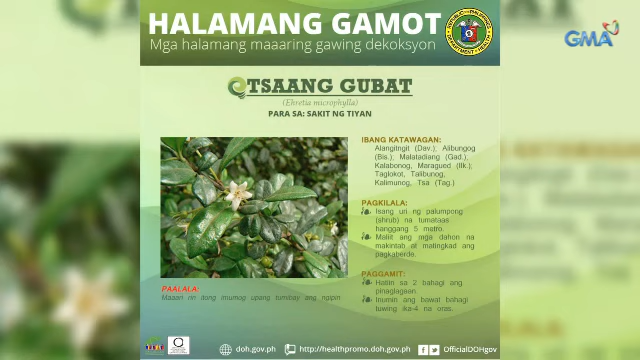 HALAMANG GAMOT
Mga halamang maaaring gawing dekoksyon
GMA
TSAANG GUBAT
(Ehretia microphylla)
PARA SA: SAKIT NG TIYAN
IBANG KATAWAGAN:
Alangitngit (Dav.); Alibungog
(Bis.); Malatadiang (Gad.),
Kalabonog, Maragued (Ilk.);
Taglokot, Talibunog,
Kalimunog, Tsa (Tag.)
PAGKILALA:
Isang uri ng palumpong
(shrub) na tumataas
hanggang 5 metro.
Maliit ang mga dahon na
makintab at matingkad ang
pagkaberde.
PAGGAMIT:
Hatiin sa 2 bahagi ang
pinaglagaan.
Inumin ang bawat bahagi
tuwing ika-4 na oras.
PAALALA:
Maaari rin itong imumog upang tumibay ang ngipin.
doh.gov.ph
http://healthpromo.doh.gov.ph
OfficialDOHgov